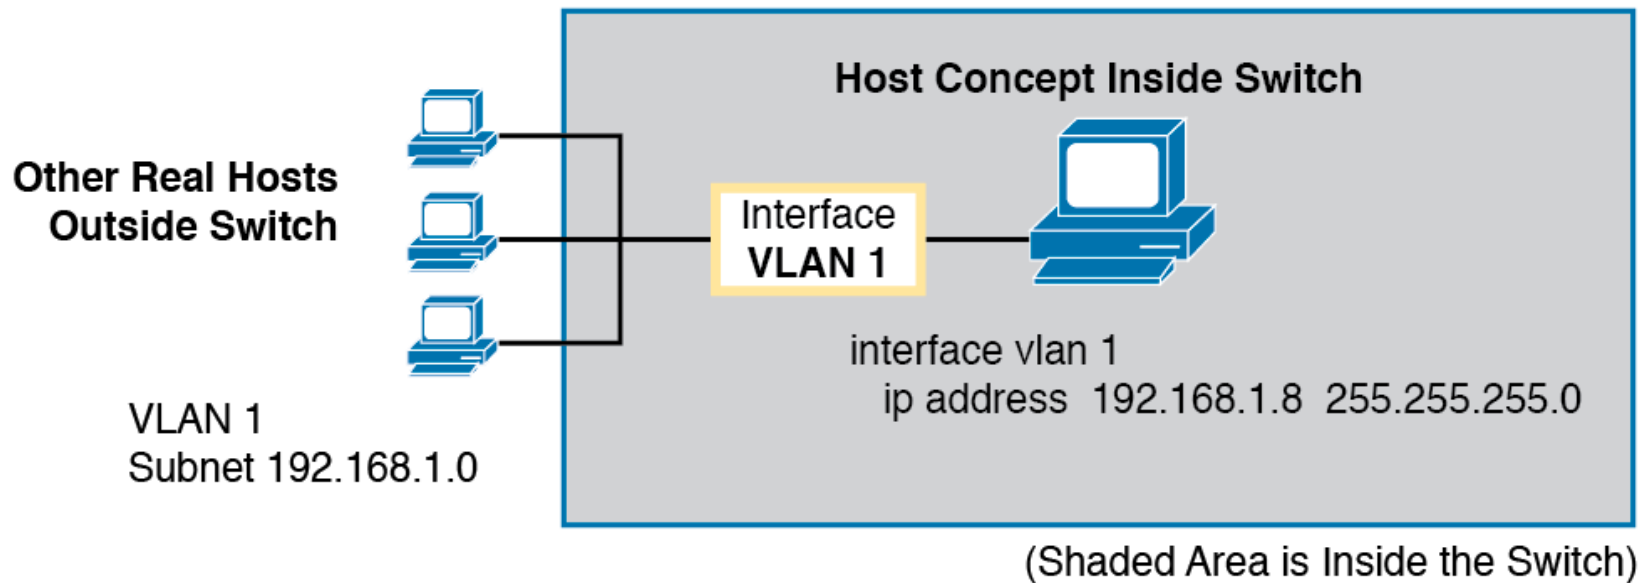 Host Concept Inside Switch
Other Real Hosts
Outside Switch
Interface
VLAN 1
interface vlan 1
ip address 192.168.1.8 255.255.255.0
VLAN 1
Subnet 192.168.1.0
(Shaded Area is Inside the Switch)